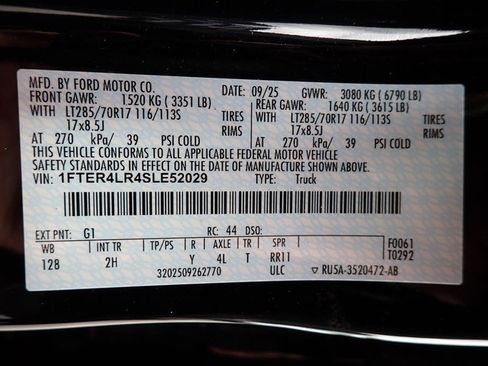 MFD. BY FORD MOTOR CO. DATE: 09/25 GVWR: 3080 KG ( 6790 LB)
FRONT GAWR: 1520 KG ( 3351 LB) REAR GAWR: 1640 KG ( 3615 LB)
WITH LT285/70R17 116/113S TIRES WITH LT285/70R17 116/113S TIRES
17x8.5J RIMS 17x8.5J RIMS
AT 270 kPa/ 39 PSI COLD AT 270 kPa/ 39 PSI COLD
THIS VEHICLE CONFORMS TO ALL APPLICABLE FEDERAL MOTOR VEHICLE
SAFETY STANDARDS IN EFFECT ON THE DATE OF MANUFACTURE SHOWN ABOVE.
VIN: 1FTER4LR4SLE52029 TYPE: Truck
EXT PNT: G1 RC: 44 DSO: F0061
WB INT TR TP/PS R AXLE TR SPR T0292
128 2H Y 4L T RR11
3202509262770 ULC RU5A-3520472-AB